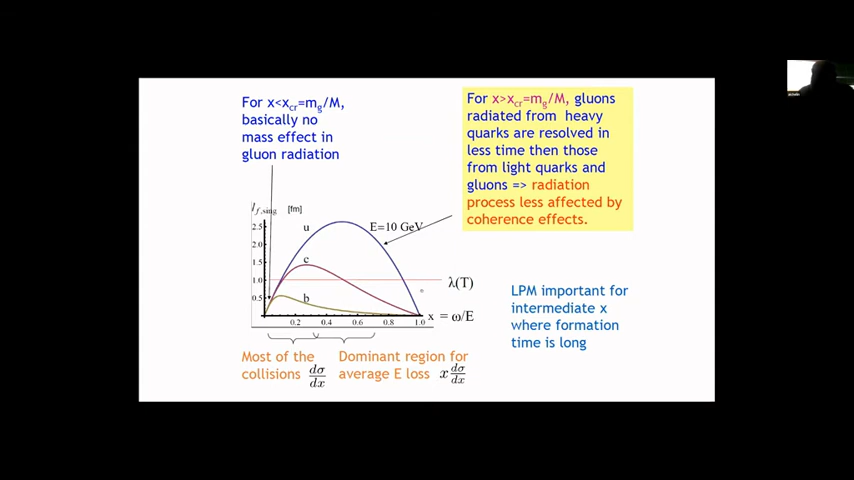 For x<x_cr=m_g/M,
basically no
mass effect in
gluon radiation
For x>x_cr=m_g/M, gluons
radiated from heavy
quarks are resolved in
less time then those
from light quarks and
gluons => radiation
process less affected by
coherence effects.
l_f,sing [fm]
2.5
2.0
1.5
1.0
0.5
u
E=10 GeV
c
b
λ(T)
0.2 0.4 0.6 0.8 1.0 x = ω/E
LPM important for
intermediate x
where formation
time is long
Most of the
collisions dσ/dx
Dominant region for
average E loss x dσ/dx